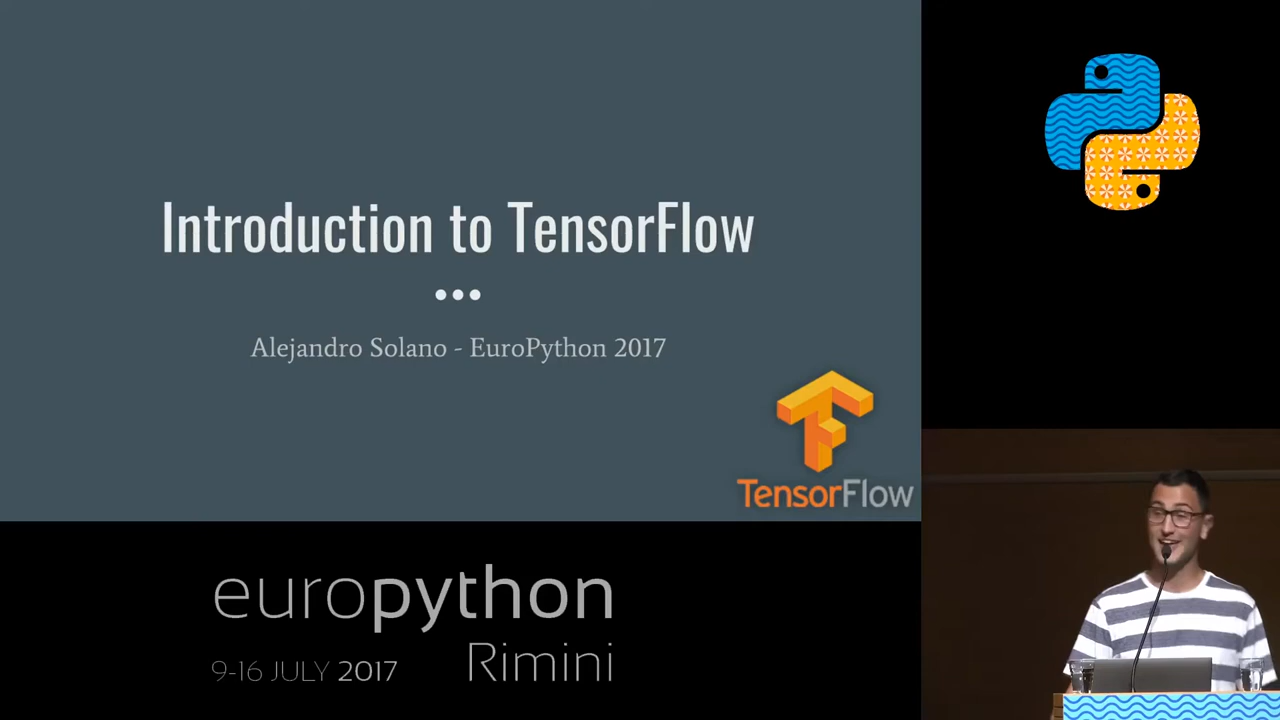 Introduction to TensorFlow
Alejandro Solano - EuroPython 2017
TensorFlow
europython
9-16 JULY 2017
Rimini